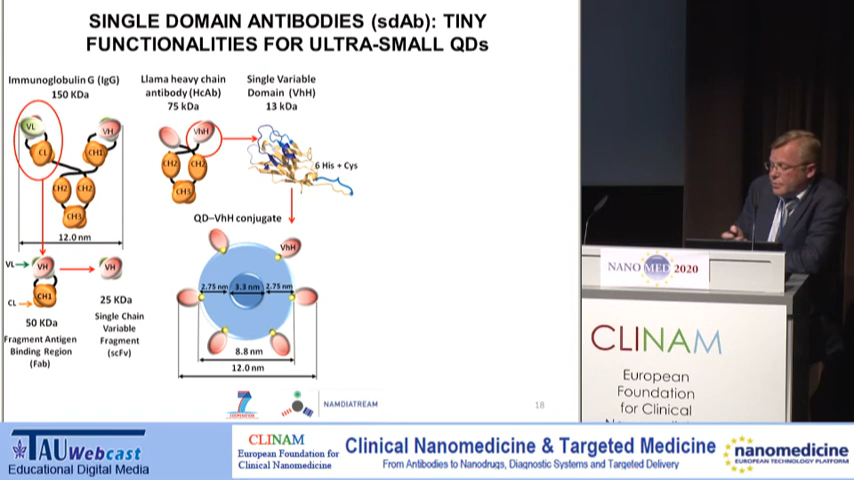 SINGLE DOMAIN ANTIBODIES (sdAb): TINY
FUNCTIONALITIES FOR ULTRA-SMALL QDs
Immunoglobulin G (IgG)
150 KDa
Llama heavy chain
antibody (HcAb)
75 kDa
Single Variable
Domain (VhH)
13 kDa
VL
VH
CL
CH1
CH2
CH2
CH3
12.0 nm
VhH
CH2
CH2
CH3
6 His + Cys
QD–VhH conjugate
VhH
2.75 nm
3.3 nm
2.75 nm
8.8 nm
12.0 nm
VL
VH
CL
CH1
VH
50 KDa
Fragment Antigen
Binding Region
(Fab)
25 KDa
Single Chain
Variable
Fragment
(scFv)
7
COOPERATION
NAMDIATREAM
18
NANO MED 2020
CLINAM
European
Foundation
for Clinical
TAU Webcast
Educational Digital Media
CLINAM
European Foundation for
Clinical Nanomedicine
Clinical Nanomedicine & Targeted Medicine
From Antibodies to Nanodrugs, Diagnostic Systems and Targeted Delivery
nanomedicine
EUROPEAN TECHNOLOGY PLATFORM